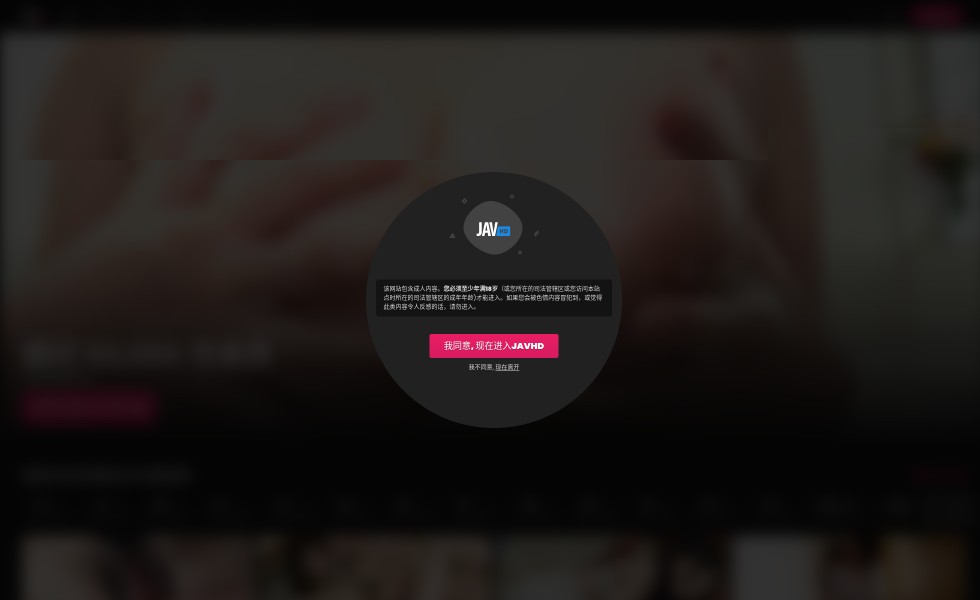 JAV HD
该网站包含成人内容。您必须至少年满18岁（或您所在的司法管辖区或您访问本站
点时所在的司法管辖区的成年年龄)才能进入。如果您会被色情内容冒犯到，或觉得
此类内容令人反感的话，请勿进入。
我同意, 现在进入JAVHD
我不同意, 现在离开